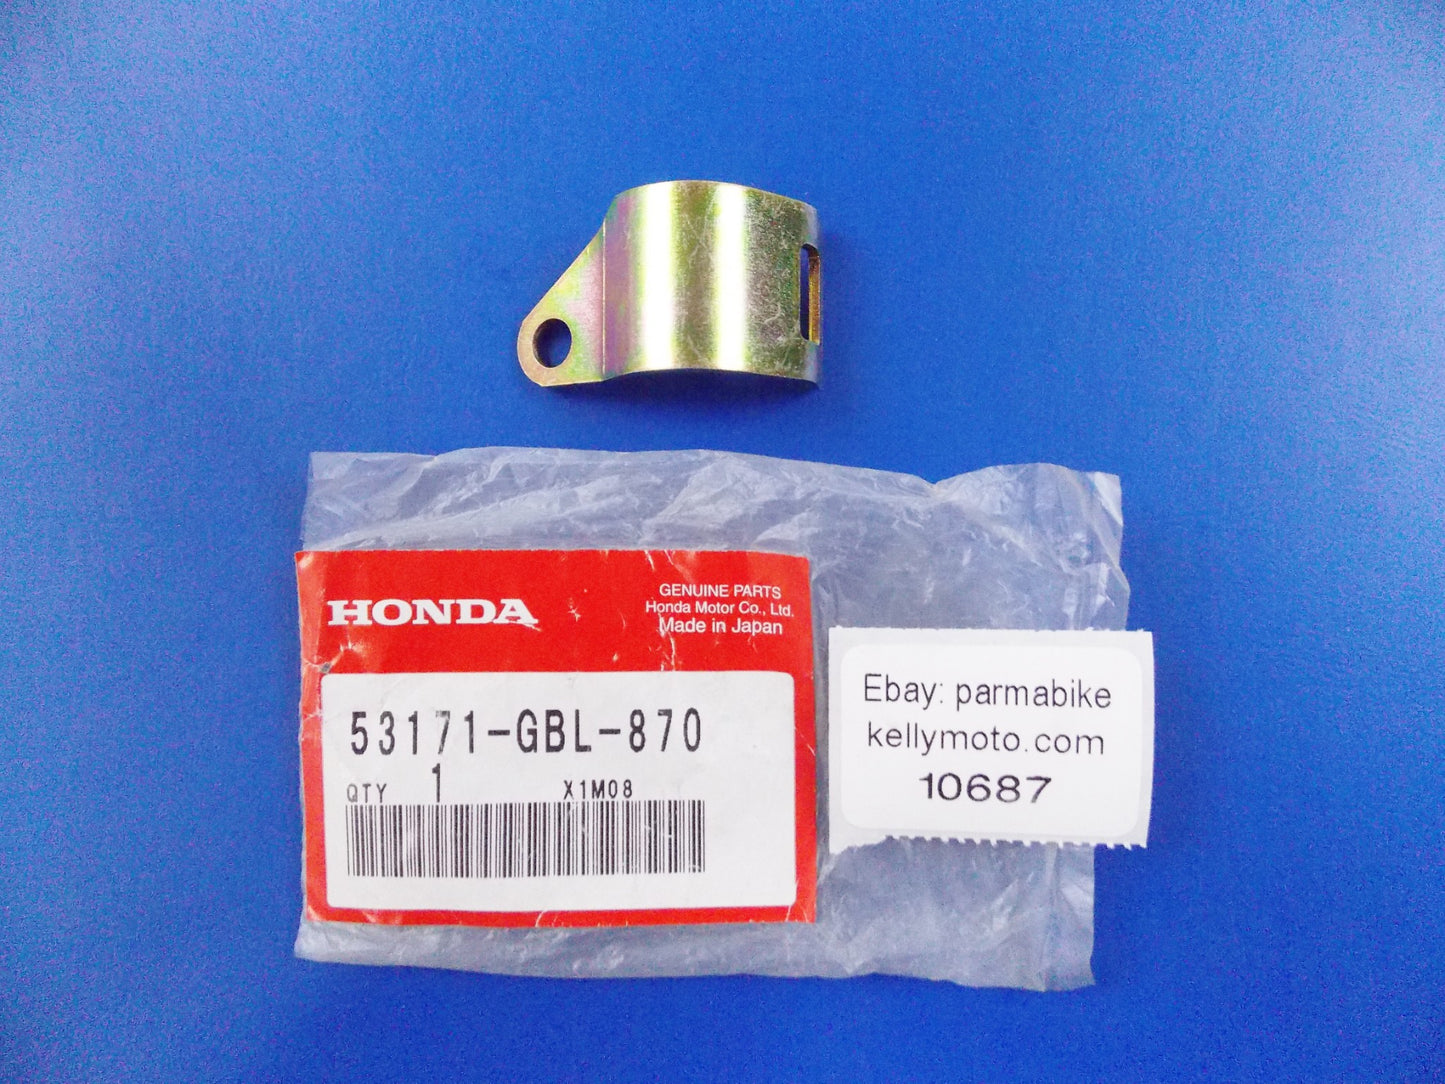 HONDA
GENUINE PARTS
Honda Motor Co., Ltd.
Made in Japan
53171-GBL-870
QTY 1 X1M08
Ebay: parmabike
kellymoto.com
10687